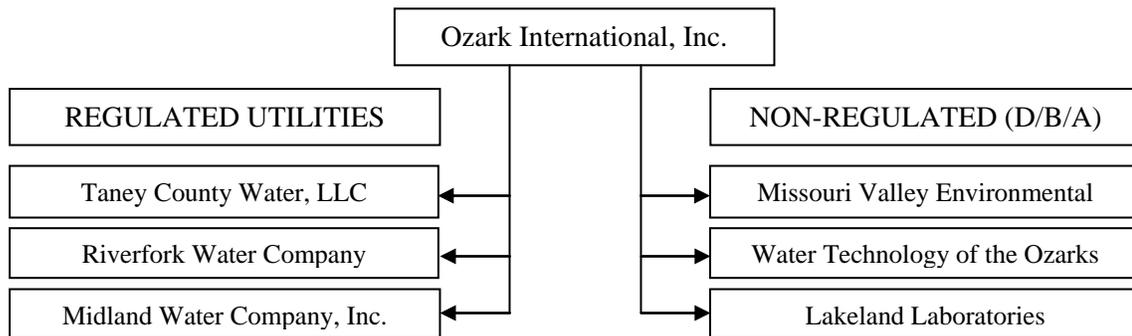 Ozark International, Inc.
REGULATED UTILITIES
NON-REGULATED (D/B/A)
Taney County Water, LLC
Missouri Valley Environmental
Riverfork Water Company
Water Technology of the Ozarks
Midland Water Company, Inc.
Lakeland Laboratories